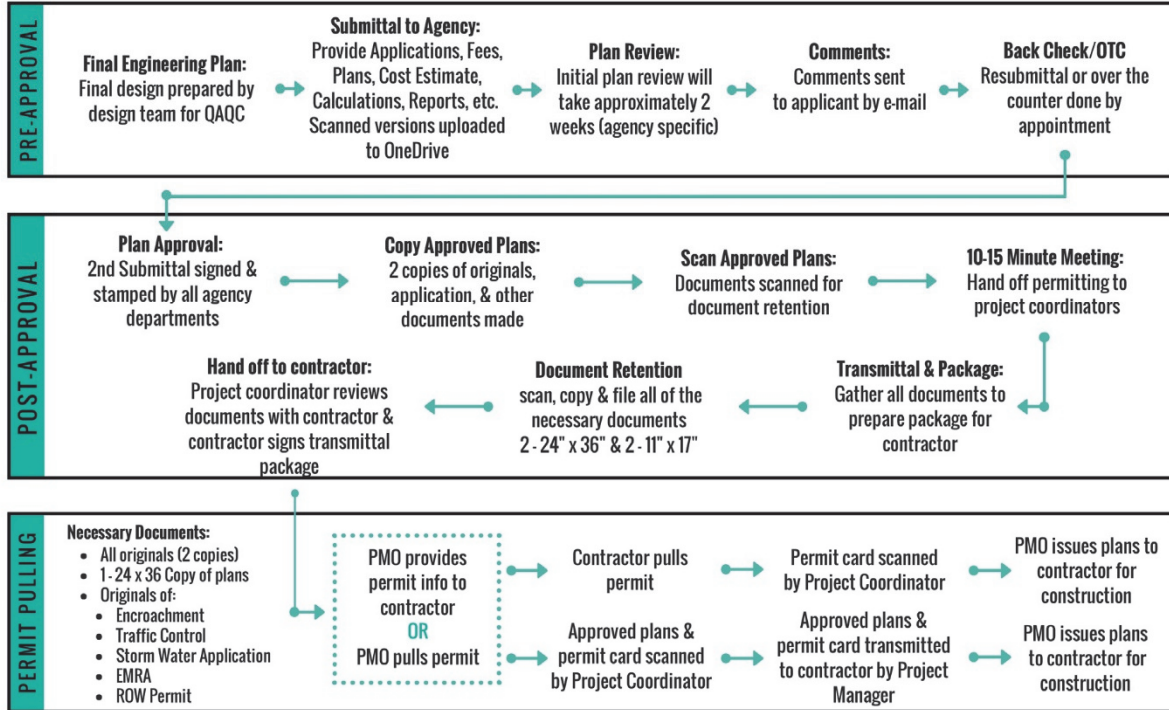 PRE-APPROVAL
Final Engineering Plan:
Final design prepared by
design team for QAQC
Submittal to Agency:
Provide Applications, Fees,
Plans, Cost Estimate,
Calculations, Reports, etc.
Scanned versions uploaded
to OneDrive
Plan Review:
Initial plan review will
take approximately 2
weeks (agency specific)
Comments:
Comments sent
to applicant by e-mail
Back Check/OTC
Resubmittal or over the
counter done by
appointment
POST-APPROVAL
Plan Approval:
2nd Submittal signed &
stamped by all agency
departments
Copy Approved Plans:
2 copies of originals,
application, & other
documents made
Scan Approved Plans:
Documents scanned for
document retention
10-15 Minute Meeting:
Hand off permitting to
project coordinators
Transmittal & Package:
Gather all documents to
prepare package for
contractor
Document Retention
scan, copy & file all of the
necessary documents
2 - 24" x 36" & 2 - 11" x 17"
Hand off to contractor:
Project coordinator reviews
documents with contractor &
contractor signs transmittal
package
PERMIT PULLING
Necessary Documents:
• All originals (2 copies)
• 1 - 24 x 36 Copy of plans
• Originals of:
• Encroachment
• Traffic Control
• Storm Water Application
• EMRA
• ROW Permit
PMO provides
permit info to
contractor
OR
PMO pulls permit
Contractor pulls
permit
Permit card scanned
by Project Coordinator
PMO issues plans to
contractor for
construction
Approved plans &
permit card scanned
by Project Coordinator
Approved plans &
permit card transmitted
to contractor by Project
Manager
PMO issues plans
to contractor for
construction